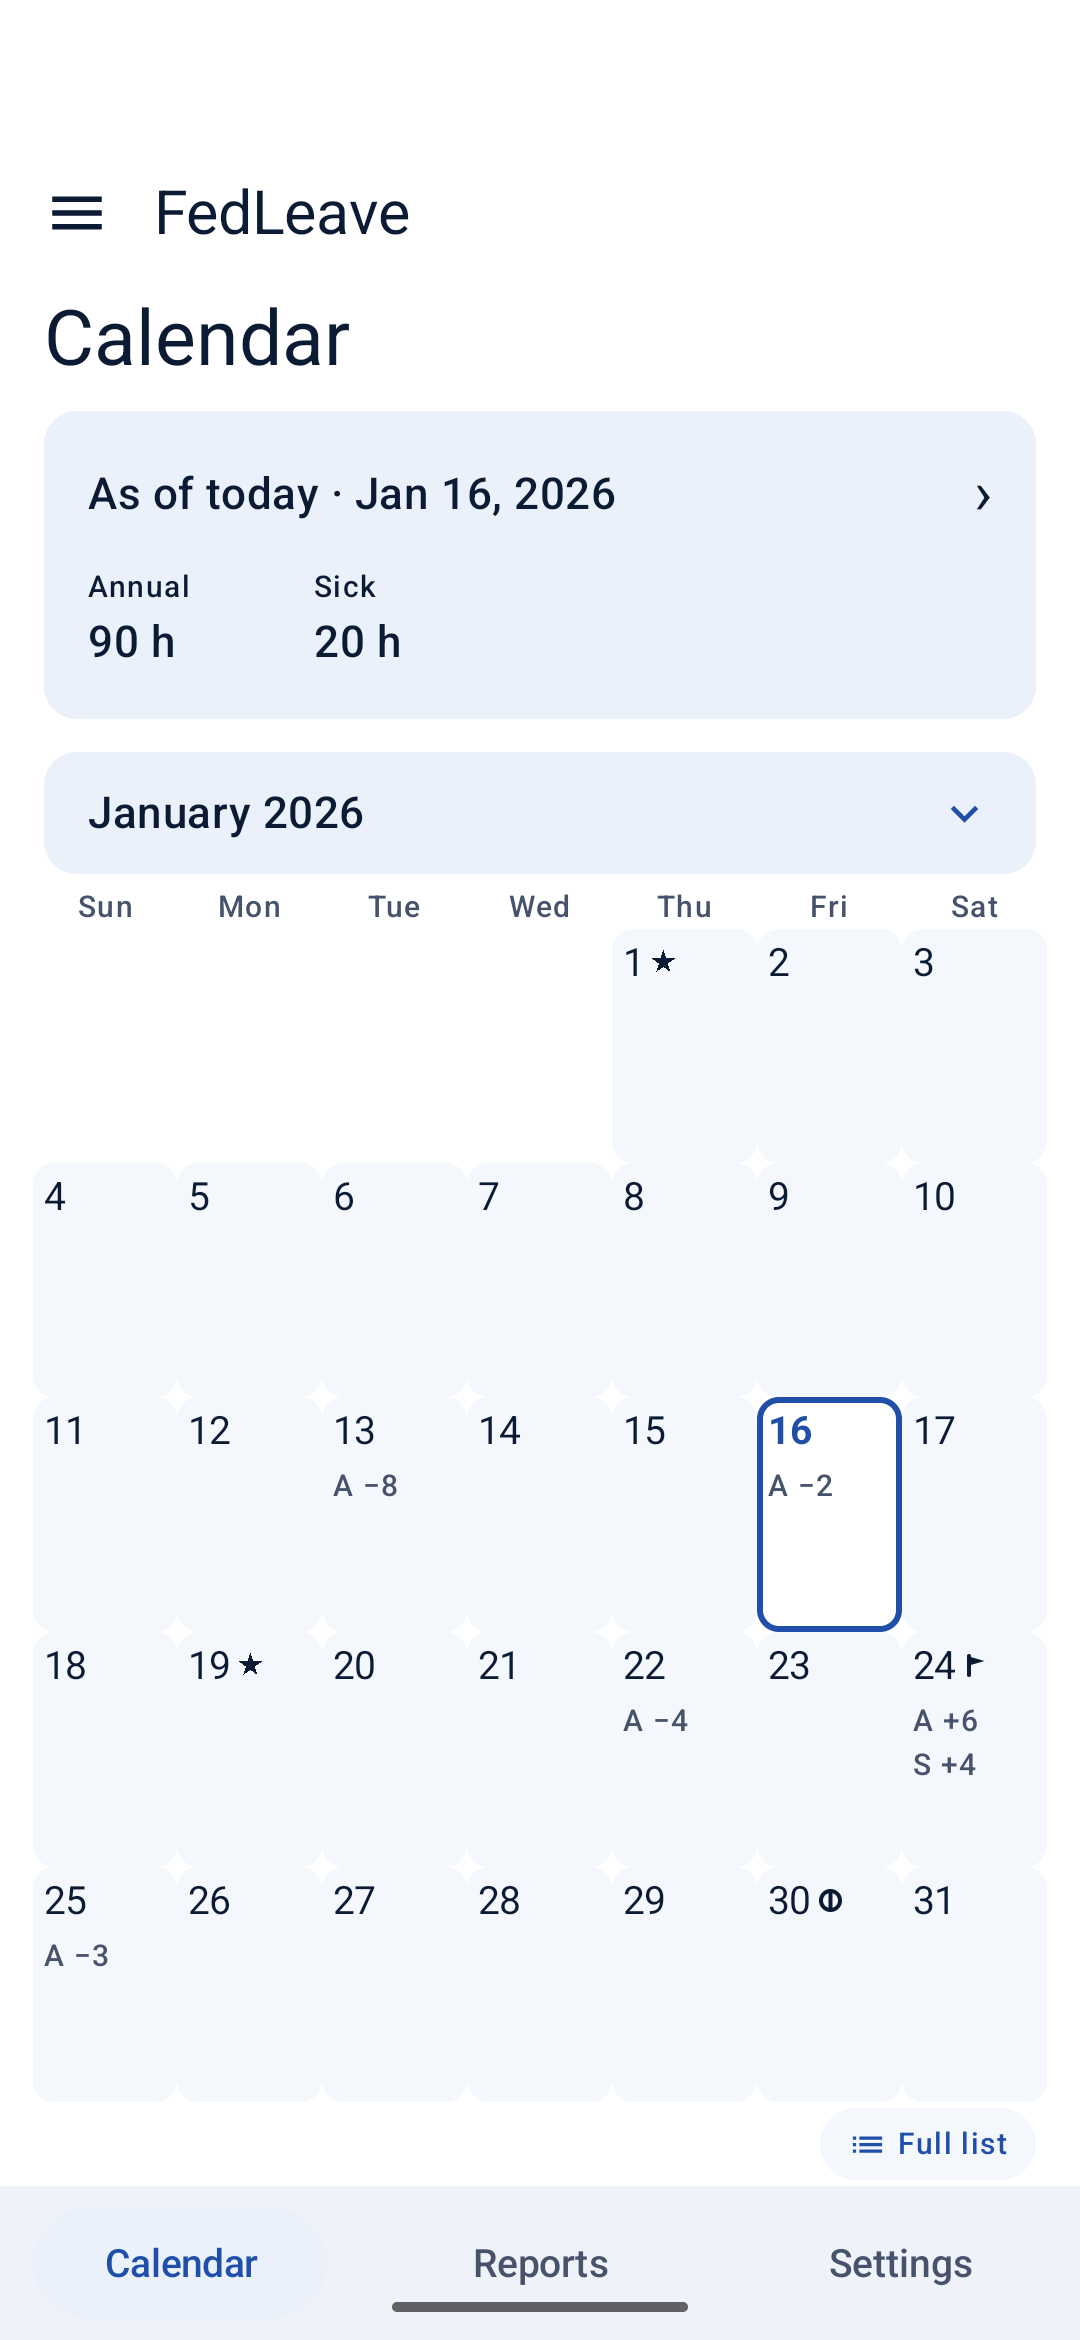 FedLeave
Calendar
As of today · Jan 16, 2026 ›
Annual Sick
90 h 20 h
January 2026
Sun Mon Tue Wed Thu Fri Sat
1 ★ 2 3
4 5 6 7 8 9 10
11 12 13 14 15 16 17
A −8 A −2
18 19 ★ 20 21 22 23 24
A −4 A +6
S +4
25 26 27 28 29 30 31
A −3
Full list
Calendar Reports Settings